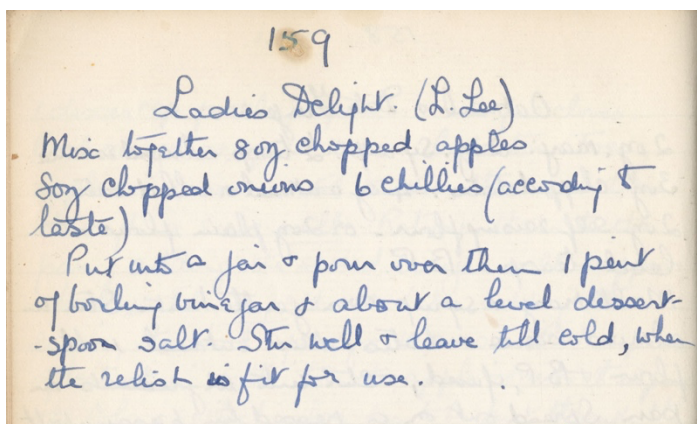 159
Ladies Delight. (L. Lee)
Mix together 8oz chopped apples
8oz chopped onions 6 chillies (according to
taste)
Put into a jar & pour over them 1 pint
of boiling vinegar & about a level dessert-
-spoon salt. Stir well & leave till cold, when
the relish is fit for use.